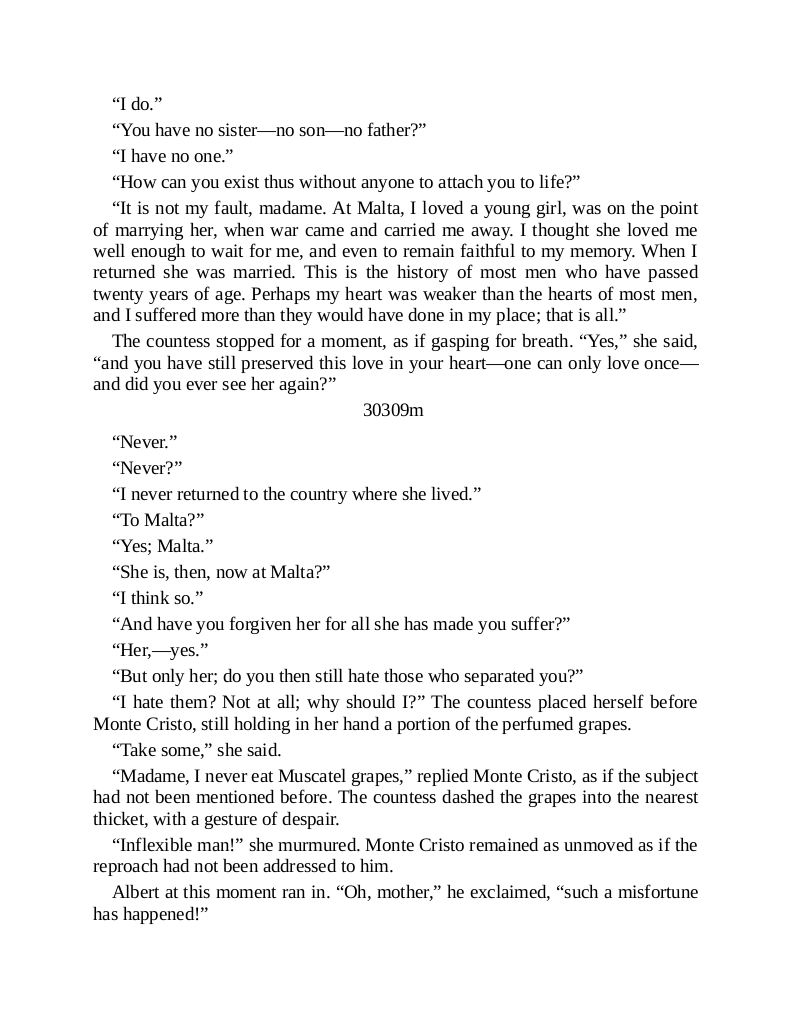 “I do.”
“You have no sister—no son—no father?”
“I have no one.”
“How can you exist thus without anyone to attach you to life?”
“It is not my fault, madame. At Malta, I loved a young girl, was on the point
of marrying her, when war came and carried me away. I thought she loved me
well enough to wait for me, and even to remain faithful to my memory. When I
returned she was married. This is the history of most men who have passed
twenty years of age. Perhaps my heart was weaker than the hearts of most men,
and I suffered more than they would have done in my place; that is all.”
The countess stopped for a moment, as if gasping for breath. “Yes,” she said,
“and you have still preserved this love in your heart—one can only love once—
and did you ever see her again?”
30309m
“Never.”
“Never?”
“I never returned to the country where she lived.”
“To Malta?”
“Yes; Malta.”
“She is, then, now at Malta?”
“I think so.”
“And have you forgiven her for all she has made you suffer?”
“Her,—yes.”
“But only her; do you then still hate those who separated you?”
“I hate them? Not at all; why should I?” The countess placed herself before
Monte Cristo, still holding in her hand a portion of the perfumed grapes.
“Take some,” she said.
“Madame, I never eat Muscatel grapes,” replied Monte Cristo, as if the subject
had not been mentioned before. The countess dashed the grapes into the nearest
thicket, with a gesture of despair.
“Inflexible man!” she murmured. Monte Cristo remained as unmoved as if the
reproach had not been addressed to him.
Albert at this moment ran in. “Oh, mother,” he exclaimed, “such a misfortune
has happened!”